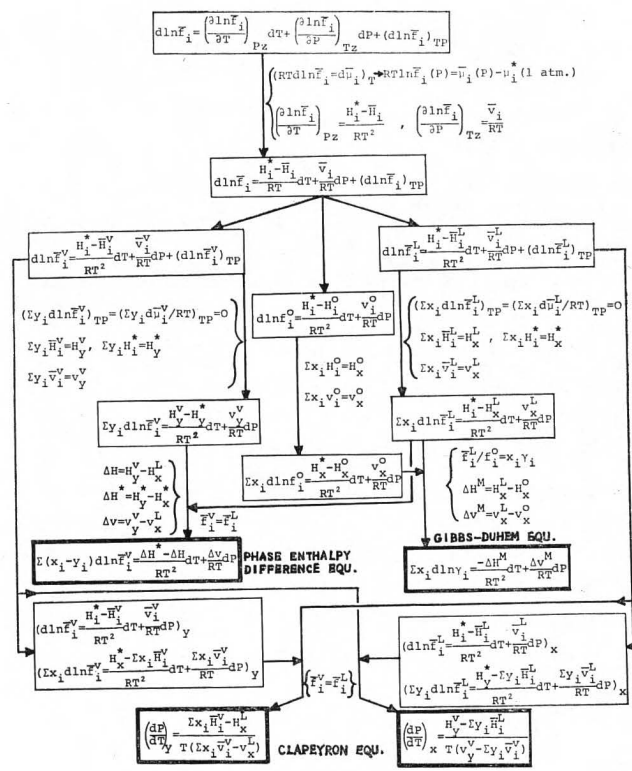 dln f̄_i = (∂ln f̄_i/∂T)_Pz dT + (∂ln f̄_i/∂P)_Tz dP + (dln f̄_i)_TP
(RTdln f̄_i = dμ̄_i)_T → RTln f̄_i(P) = μ̄_i(P) - μ_i^*(1 atm.)
(∂ln f̄_i/∂T)_Pz = (H_i^* - H̄_i)/RT² , (∂ln f̄_i/∂P)_Tz = v̄_i/RT
dln f̄_i = (H_i^* - H̄_i)/RT dT + v̄_i/RT dP + (dln f̄_i)_TP
dln f̄_i^V = (H_i^* - H̄_i^V)/RT² dT + v̄_i^V/RT dP + (dln f̄_i^V)_TP
dln f̄_i^L = (H_i^* - H̄_i^L)/RT² dT + v̄_i^L/RT dP + (dln f̄_i^L)_TP
(Σy_i dln f̄_i^V)_TP = (Σy_i dμ̄_i^V/RT)_TP = 0
Σy_i H̄_i^V = H_y^V , Σy_i H_i^* = H_y^*
Σy_i v̄_i^V = v_y^V
dln f_i^O = (H_i^* - H_i^O)/RT² dT + v_i^O/RT dP
(Σx_i dln f̄_i^L)_TP = (Σx_i dμ̄_i^L/RT)_TP = 0
Σx_i H̄_i^L = H_x^L , Σx_i H_i^* = H_x^*
Σx_i v̄_i^L = v_x^L
Σx_i H_i^O = H_x^O
Σx_i v_i^O = v_x^O
Σy_i dln f̄_i^V = (H_y^V - H_y^*)/RT² dT + v_y^V/RT dP
Σx_i dln f̄_i^L = (H_x^* - H_x^L)/RT² dT + v_x^L/RT dP
Σx_i dln f_i^O = (H_x^* - H_x^O)/RT² dT + v_x^O/RT dP
ΔH = H_y^V - H_x^L
ΔH^* = H_y^* - H_x^*
Δv = v_y^V - v_x^L
f̄_i^V = f̄_i^L
f̄_i^L/f_i^O = x_i γ_i
ΔH^M = H_x^L - H_x^O
Δv^M = v_x^L - v_x^O
Σ(x_i - y_i) dln f̄_i^V = (ΔH^* - ΔH)/RT² dT + Δv/RT dP
PHASE ENTHALPY
DIFFERENCE EQU.
GIBBS-DUHEM EQU.
Σx_i dln γ_i = -ΔH^M/RT² dT + Δv^M/RT dP
(dln f̄_i^V = (H_i^* - H̄_i^V)/RT² dT + v̄_i^V/RT dP)_y
(Σx_i dln f̄_i^V = (H_x^* - Σx_i H̄_i^V)/RT² dT + Σx_i v̄_i^V/RT dP)_y
(dln f̄_i^L = (H_i^* - H̄_i^L)/RT² dT + v̄_i^L/RT dP)_x
(Σy_i dln f̄_i^L = (H_y^* - Σy_i H̄_i^L)/RT² dT + Σy_i v̄_i^L/RT dP)_x
{f̄_i^V = f̄_i^L}
(dP/dT)_y = (Σx_i H̄_i^V - H_x^L)/T(Σx_i v̄_i^V - v_x^L)
(dP/dT)_x = (H_y^V - Σy_i H̄_i^L)/T(v_y^V - Σy_i v̄_i^V)
CLAPEYRON EQU.